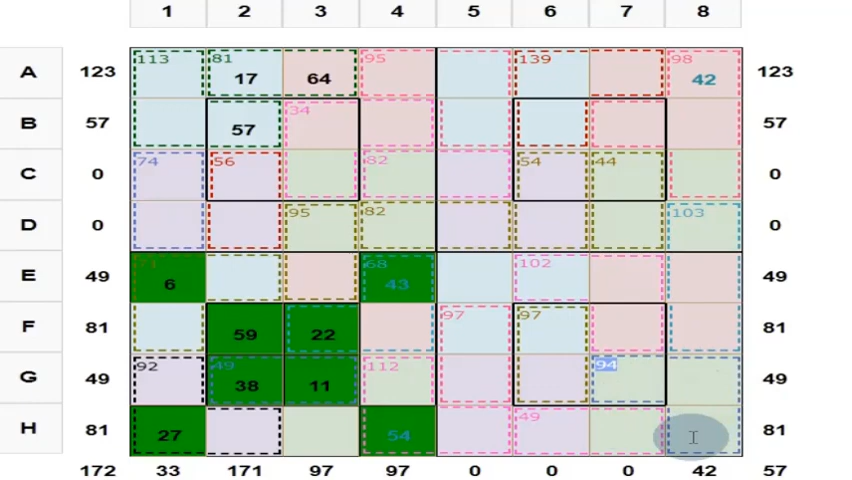 1 2 3 4 5 6 7 8
113 81 95 139 98
A 123 17 64 42 123
34
B 57 57 57
74 56 82 54 44
C 0 0
95 82 103
D 0 0
71 68 102
E 49 6 43 49
97 97
F 81 59 22 81
92 49 112 94
G 49 38 11 49
49
H 81 27 54 81
172 33 171 97 97 0 0 0 42 57